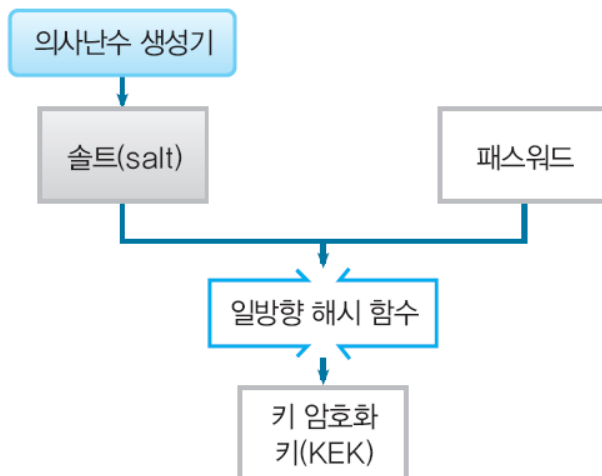 의사난수 생성기
솔트(salt)
패스워드
일방향 해시 함수
키 암호화
키(KEK)